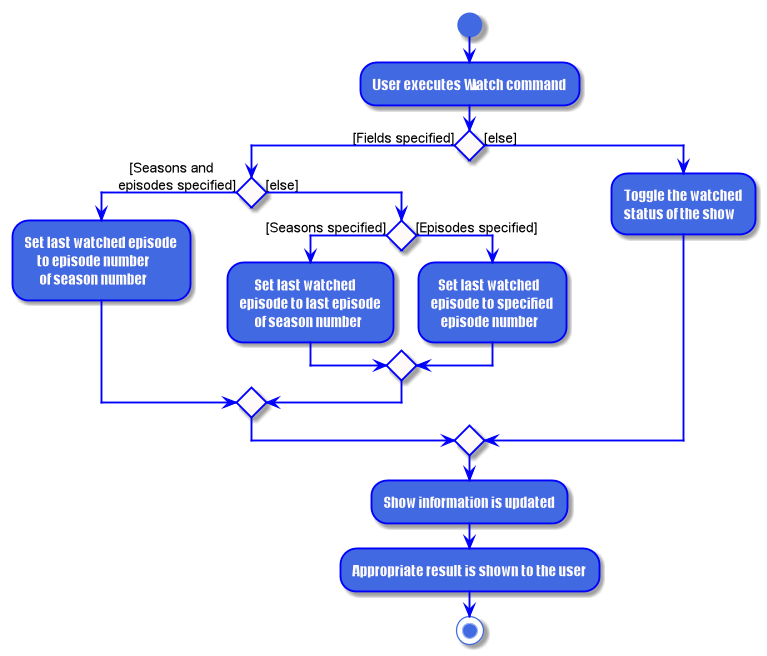 User executes Watch command
[Fields specified]
[else]
[Seasons and
episodes specified]
[else]
Toggle the watched
status of the show
[Seasons specified]
[Episodes specified]
Set last watched episode
to episode number
of season number
Set last watched
episode to last episode
of season number
Set last watched
episode to specified
episode number
Show information is updated
Appropriate result is shown to the user